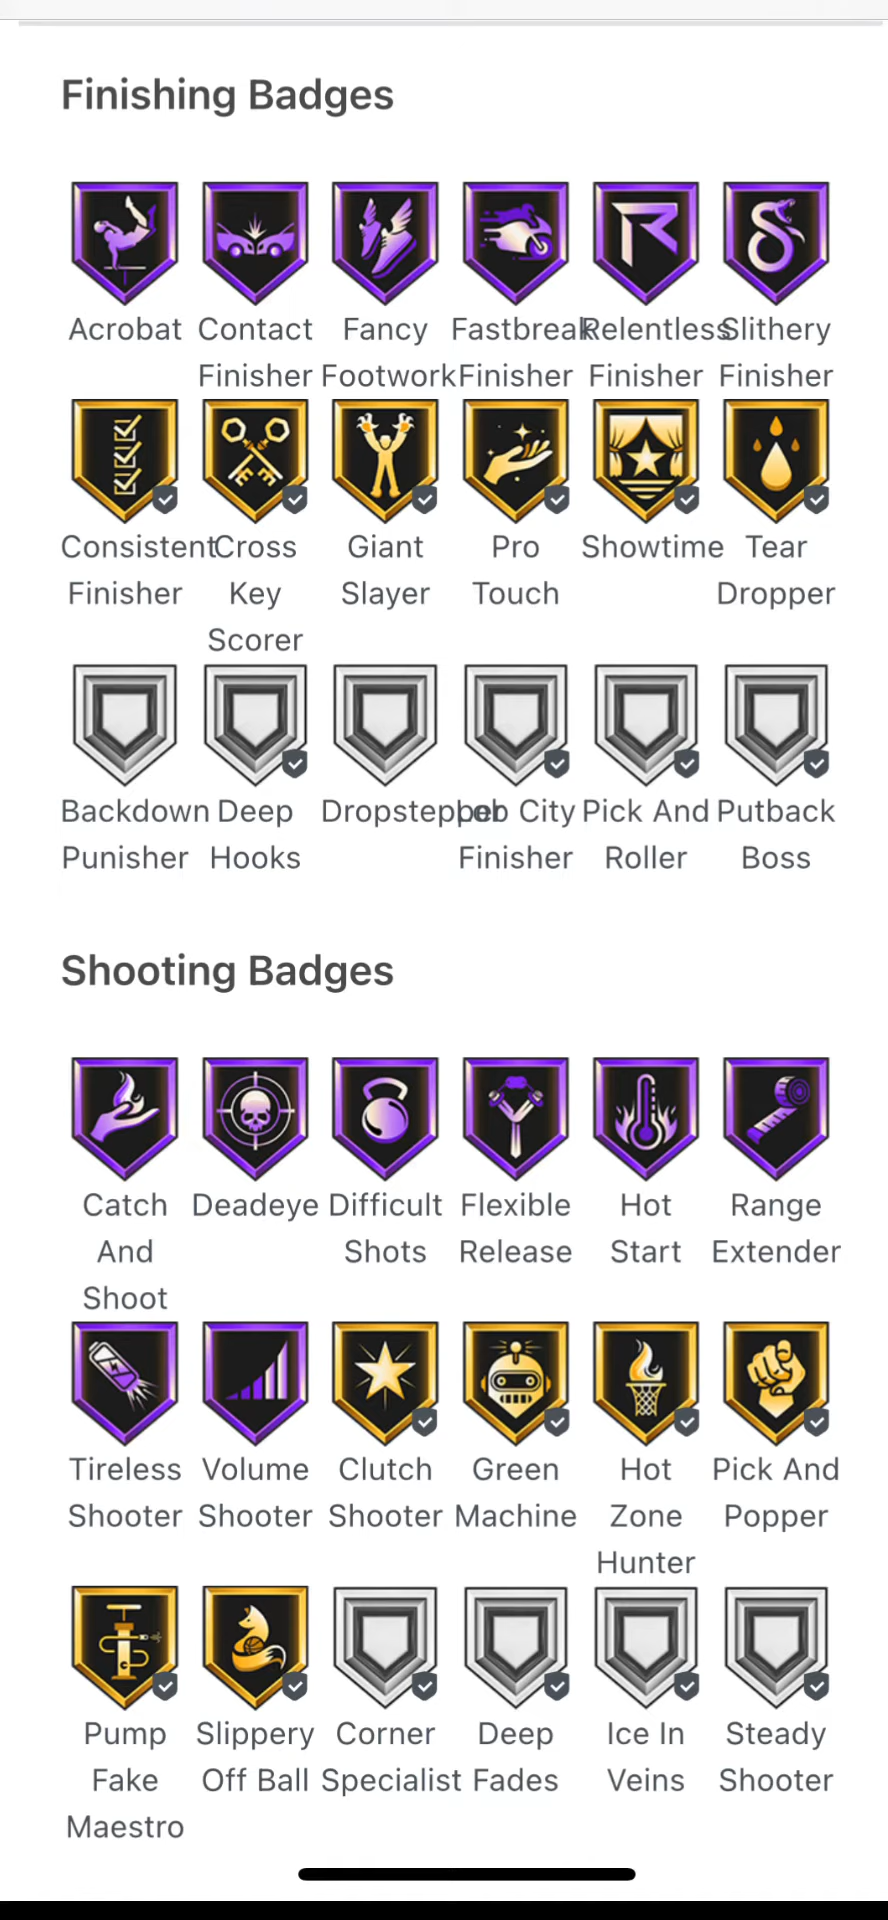 Finishing Badges
Acrobat Contact Fancy Fastbreak Relentless Slithery
Finisher Footwork Finisher Finisher Finisher
Consistent Cross Giant Pro Showtime Tear
Finisher Key Slayer Touch Dropper
Scorer
Backdown Deep Dropstepper Lob City Pick And Putback
Punisher Hooks Finisher Roller Boss
Shooting Badges
Catch Deadeye Difficult Flexible Hot Range
And Shots Release Start Extender
Shoot
Tireless Volume Clutch Green Hot Pick And
Shooter Shooter Shooter Machine Zone Popper
Hunter
Pump Slippery Corner Deep Ice In Steady
Fake Off Ball Specialist Fades Veins Shooter
Maestro